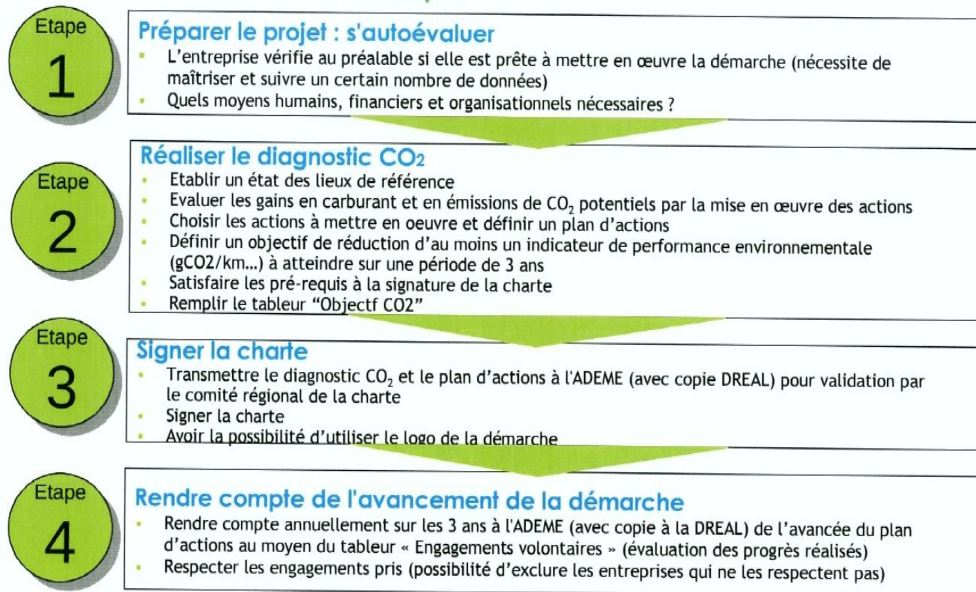 Etape
1
Préparer le projet : s'autoévaluer
• L'entreprise vérifie au préalable si elle est prête à mettre en œuvre la démarche (nécessite de
maîtriser et suivre un certain nombre de données)
• Quels moyens humains, financiers et organisationnels nécessaires ?
Etape
2
Réaliser le diagnostic CO2
• Etablir un état des lieux de référence
• Evaluer les gains en carburant et en émissions de CO₂ potentiels par la mise en œuvre des actions
• Choisir les actions à mettre en oeuvre et définir un plan d'actions
• Définir un objectif de réduction d'au moins un indicateur de performance environnementale
(gCO2/km...) à atteindre sur une période de 3 ans
• Satisfaire les pré-requis à la signature de la charte
• Remplir le tableur "Objectf CO2"
Etape
3
Signer la charte
• Transmettre le diagnostic CO₂ et le plan d'actions à l'ADEME (avec copie DREAL) pour validation par
le comité régional de la charte
• Signer la charte
• Avoir la possibilité d'utiliser le logo de la démarche
Etape
4
Rendre compte de l'avancement de la démarche
• Rendre compte annuellement sur les 3 ans à l'ADEME (avec copie à la DREAL) de l'avancée du plan
d'actions au moyen du tableur « Engagements volontaires » (évaluation des progrès réalisés)
• Respecter les engagements pris (possibilité d'exclure les entreprises qui ne les respectent pas)